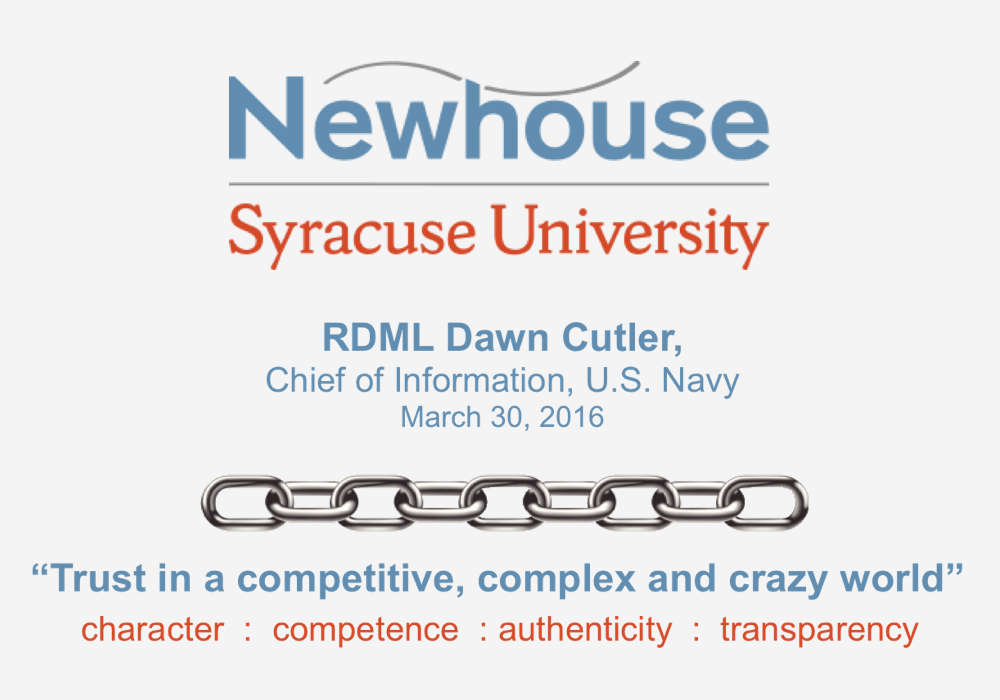 Newhouse
Syracuse University
RDML Dawn Cutler,
Chief of Information, U.S. Navy
March 30, 2016
“Trust in a competitive, complex and crazy world”
character : competence : authenticity : transparency